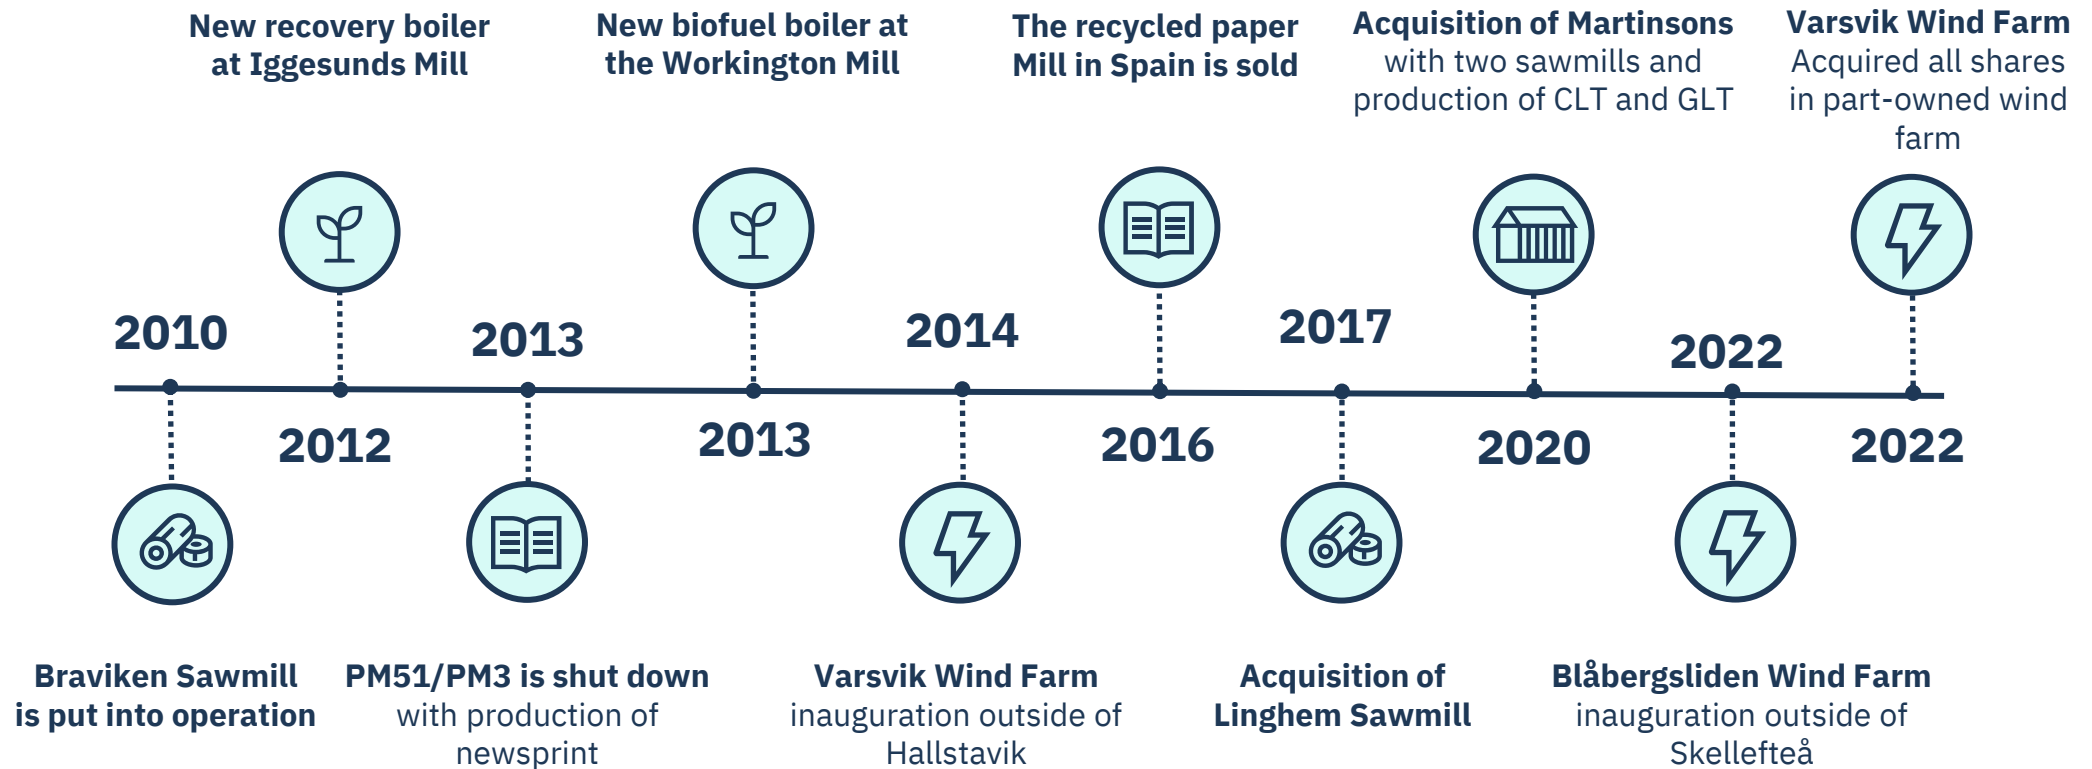 New recovery boiler
at Iggesunds Mill
New biofuel boiler at
the Workington Mill
The recycled paper
Mill in Spain is sold
Acquisition of Martinsons
with two sawmills and
production of CLT and GLT
Varsvik Wind Farm
Acquired all shares
in part-owned wind
farm
2010
2013
2014
2017
2022
2012
2013
2016
2020
2022
Braviken Sawmill
is put into operation
PM51/PM3 is shut down
with production of
newsprint
Varsvik Wind Farm
inauguration outside of
Hallstavik
Acquisition of
Linghem Sawmill
Blåbergsliden Wind Farm
inauguration outside of
Skellefteå